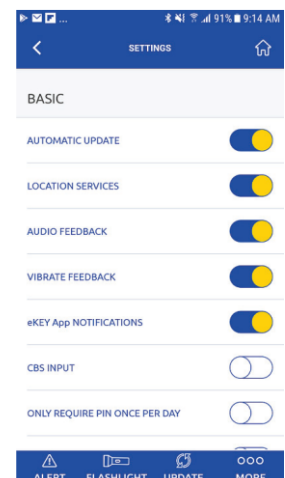 ... 91% 9:14 AM
SETTINGS
BASIC
AUTOMATIC UPDATE
LOCATION SERVICES
AUDIO FEEDBACK
VIBRATE FEEDBACK
eKEY App NOTIFICATIONS
CBS INPUT
ONLY REQUIRE PIN ONCE PER DAY
ALERT FLASHLIGHT UPDATE MORE